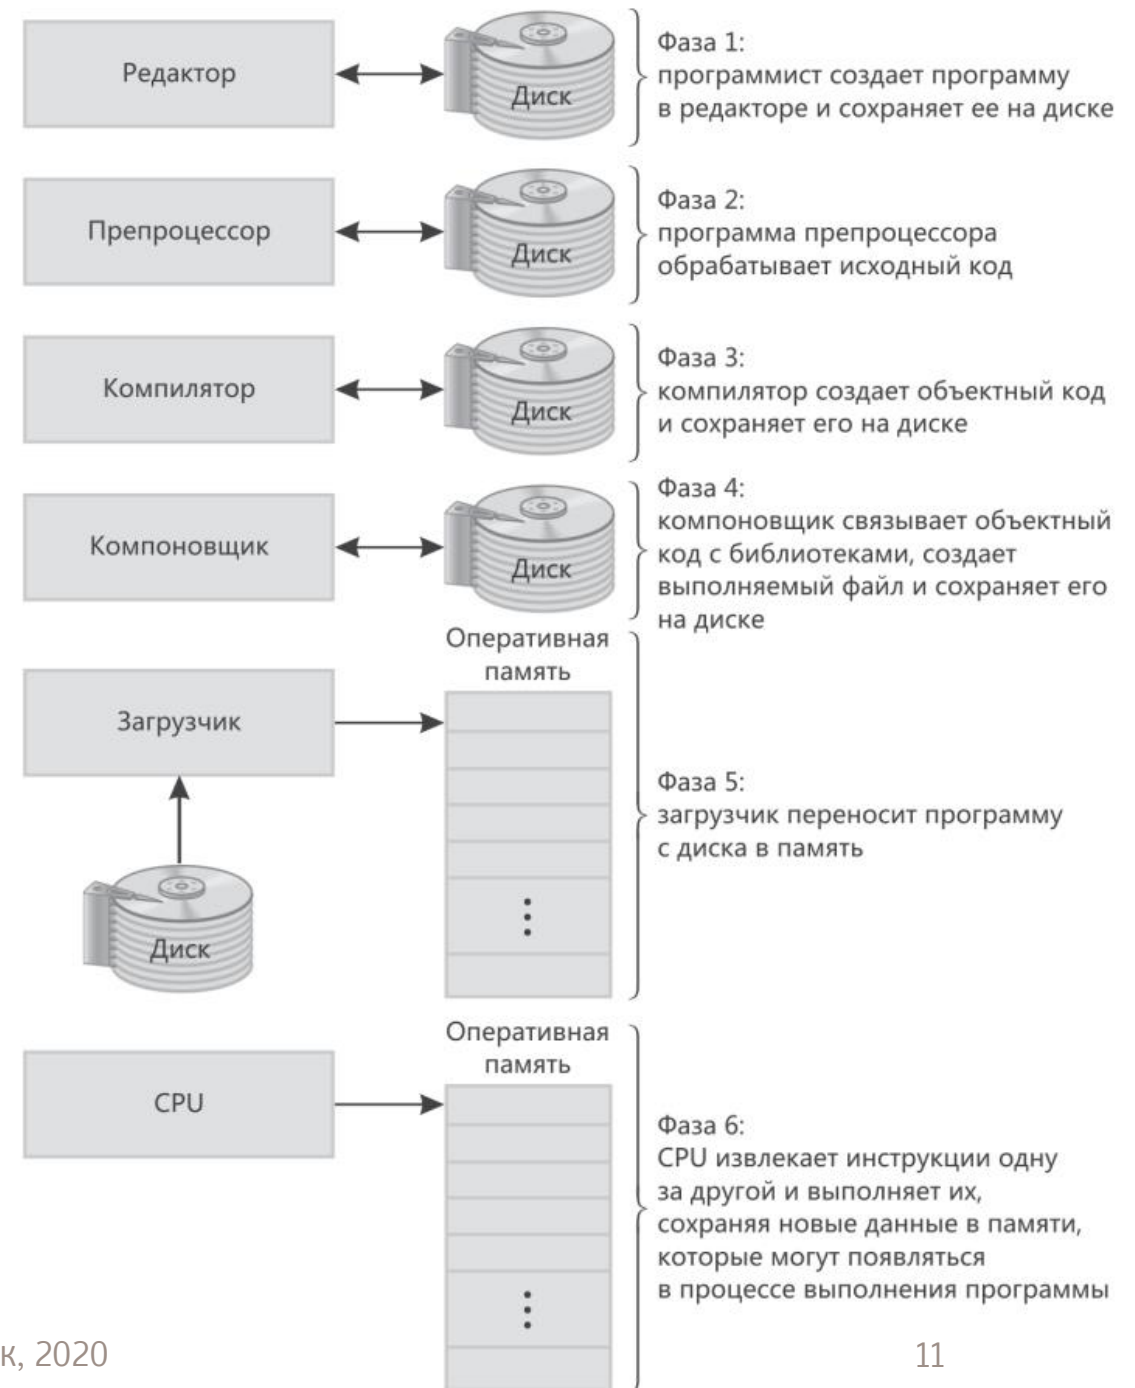 Редактор
Диск
Фаза 1:
программист создает программу
в редакторе и сохраняет ее на диске
Препроцессор
Диск
Фаза 2:
программа препроцессора
обрабатывает исходный код
Компилятор
Диск
Фаза 3:
компилятор создает объектный код
и сохраняет его на диске
Компоновщик
Диск
Фаза 4:
компоновщик связывает объектный
код с библиотеками, создает
выполняемый файл и сохраняет его
на диске
Оперативная
память
Загрузчик
Диск
Фаза 5:
загрузчик переносит программу
с диска в память
Оперативная
память
CPU
Фаза 6:
CPU извлекает инструкции одну
за другой и выполняет их,
сохраняя новые данные в памяти,
которые могут появляться
в процессе выполнения программы
к, 2020
11